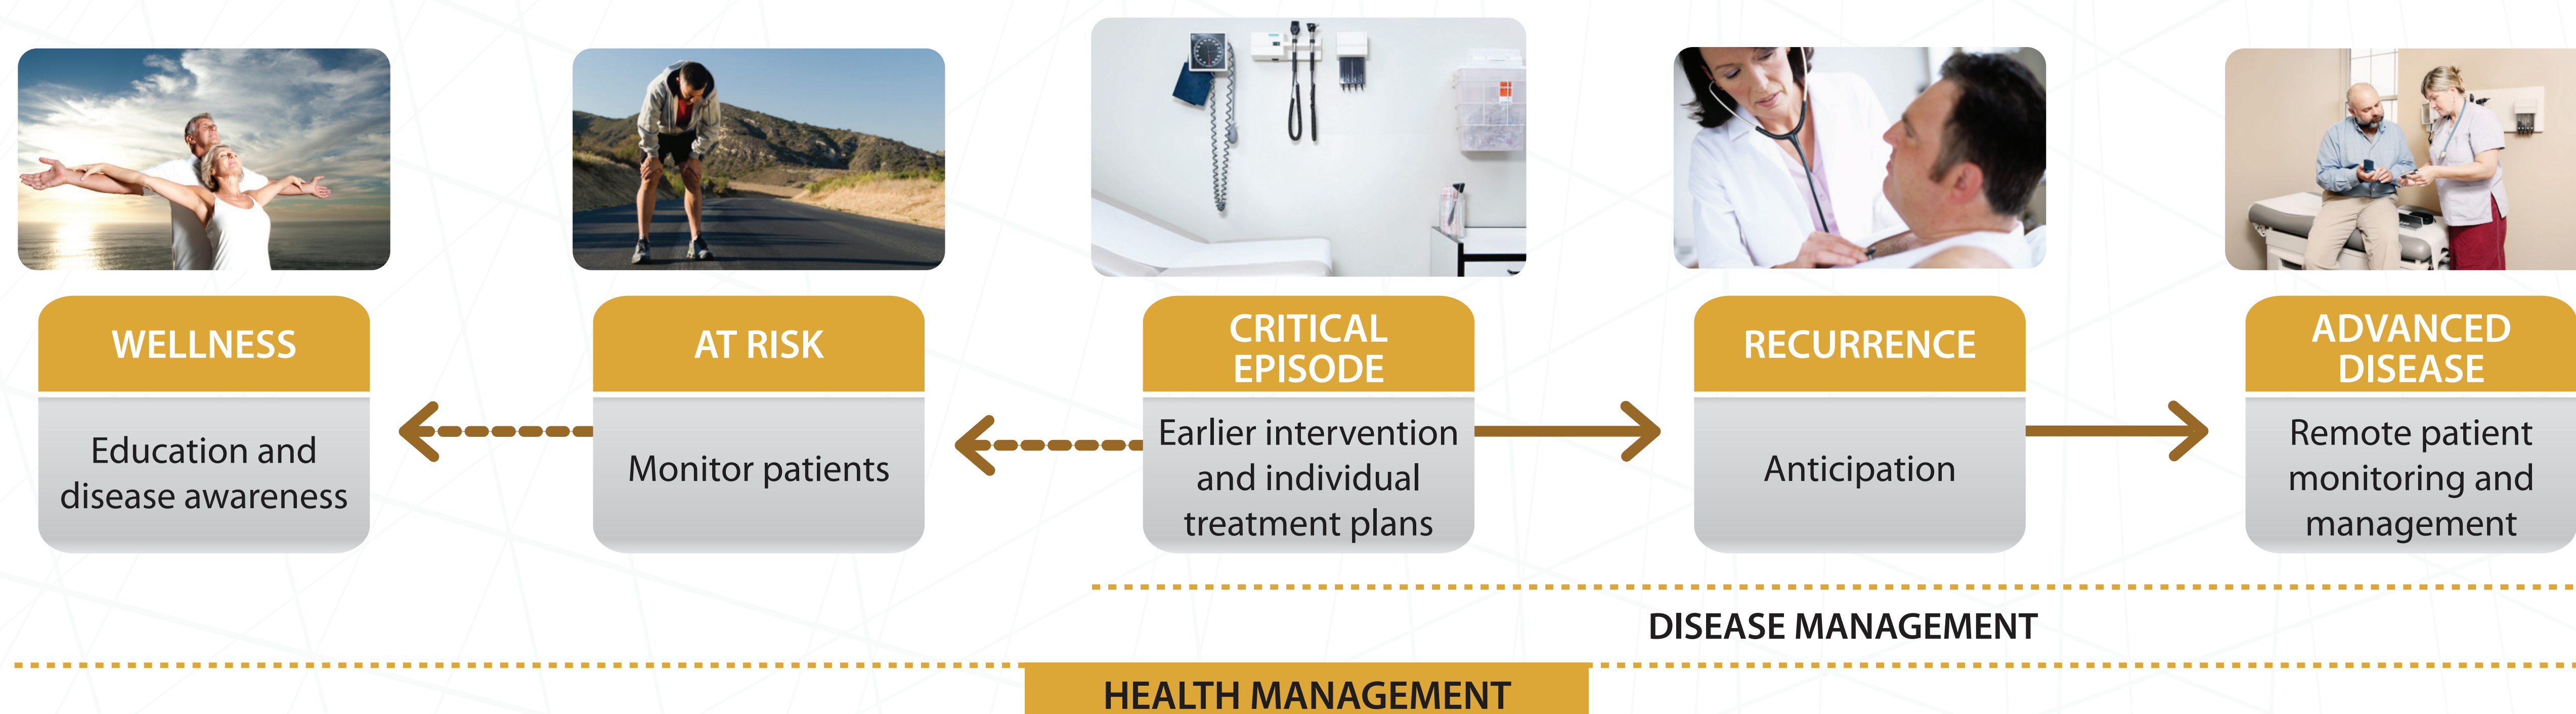 WELLNESS
Education and
disease awareness
AT RISK
Monitor patients
CRITICAL
EPISODE
Earlier intervention
and individual
treatment plans
RECURRENCE
Anticipation
ADVANCED
DISEASE
Remote patient
monitoring and
management
DISEASE MANAGEMENT
HEALTH MANAGEMENT